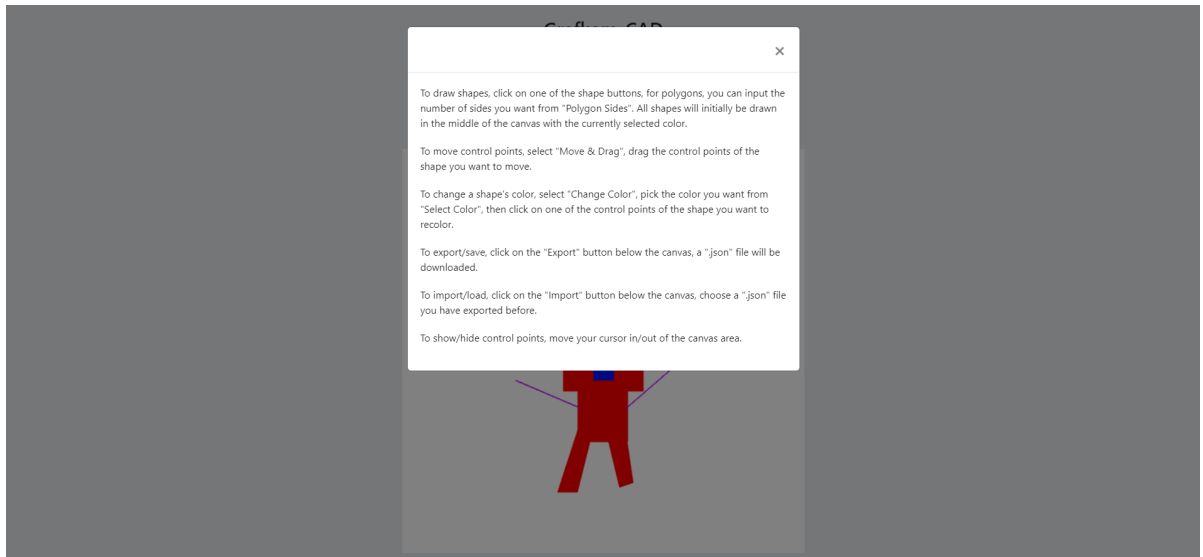 To draw shapes, click on one of the shape buttons, for polygons, you can input the
number of sides you want from "Polygon Sides". All shapes will initially be drawn
in the middle of the canvas with the currently selected color.
To move control points, select "Move & Drag", drag the control points of the
shape you want to move.
To change a shape's color, select "Change Color", pick the color you want from
"Select Color", then click on one of the control points of the shape you want to
recolor.
To export/save, click on the "Export" button below the canvas, a ".json" file will be
downloaded.
To import/load, click on the "Import" button below the canvas, choose a ".json" file
you have exported before.
To show/hide control points, move your cursor in/out of the canvas area.